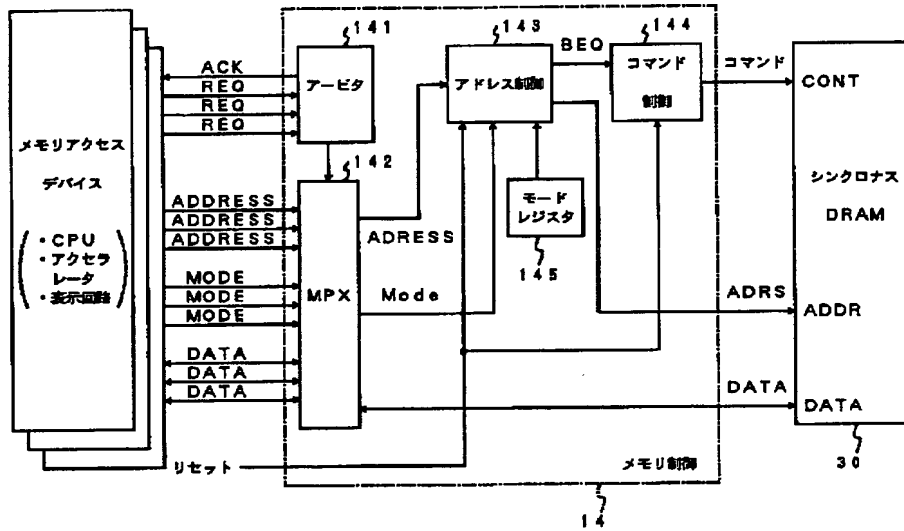 141
143
144
アービタ
アドレス制御
BEQ
コマンド
制御
コマンド
CONT
ACK
REQ
REQ
REQ
メモリアクセス
デバイス
・CPU
・アクセラ
レータ
・表示回路
142
MPX
ADDRESS
ADDRESS
ADDRESS
MODE
MODE
MODE
DATA
DATA
DATA
ADRESS
Mode
モード
レジスタ
145
シンクロナス
DRAM
ADRS
ADDR
DATA
DATA
リセット
メモリ制御
30
14